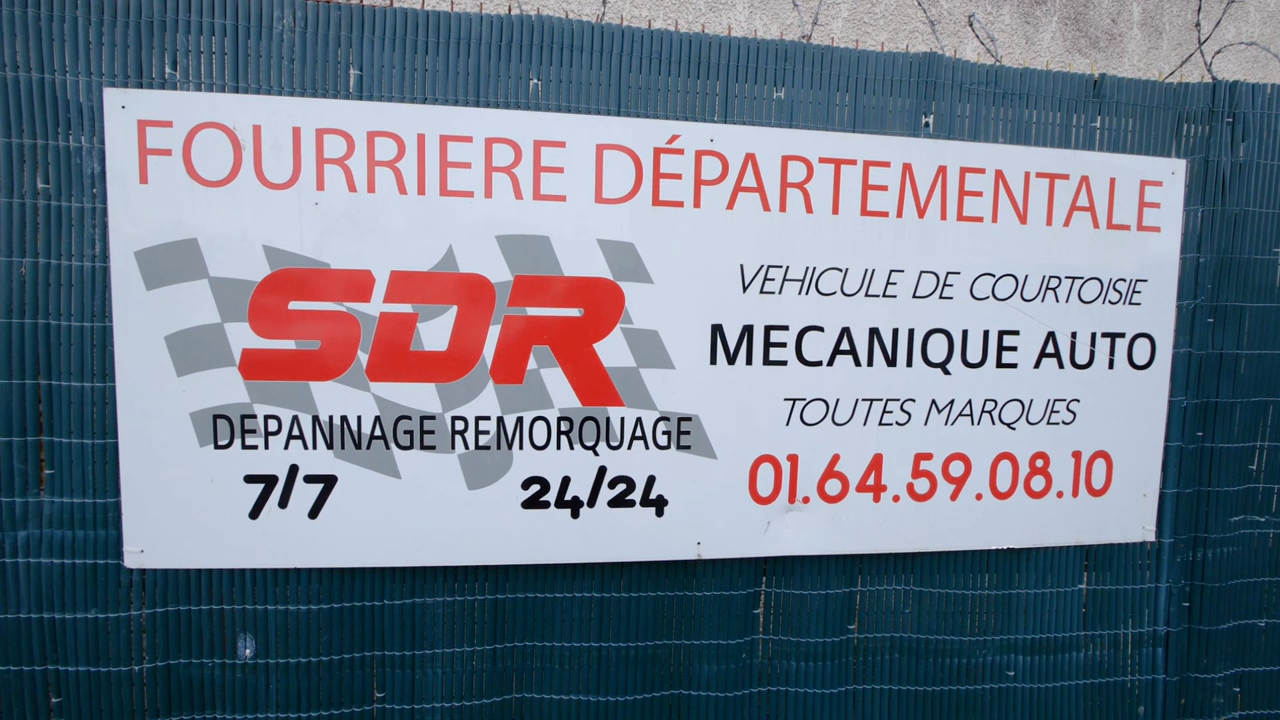 FOURRIERE DÉPARTEMENTALE
SDR
DEPANNAGE REMORQUAGE
7/7 24/24
VEHICULE DE COURTOISIE
MECANIQUE AUTO
TOUTES MARQUES
01.64.59.08.10